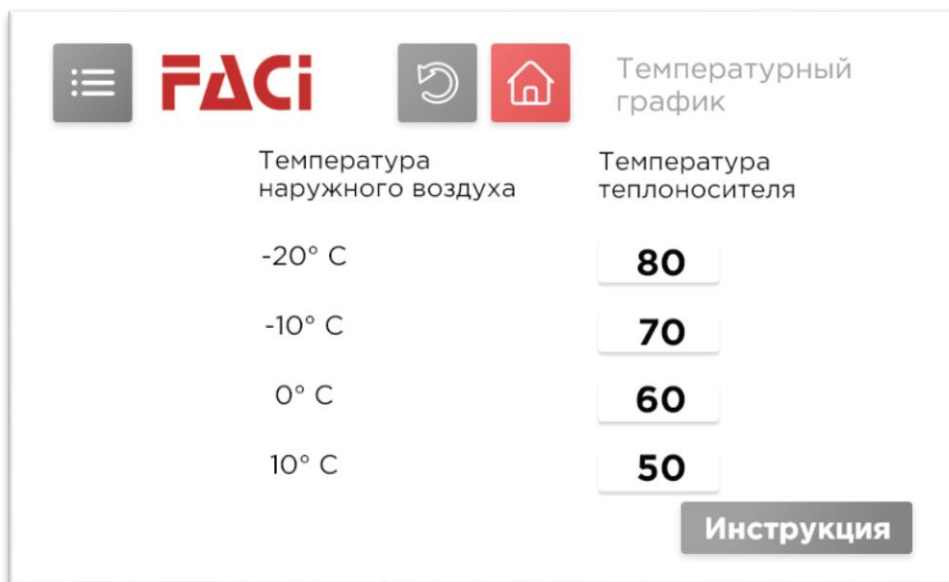 FACi
Температурный
график
Температура
наружного воздуха
Температура
теплоносителя
-20° C
80
-10° C
70
0° C
60
10° C
50
Инструкция